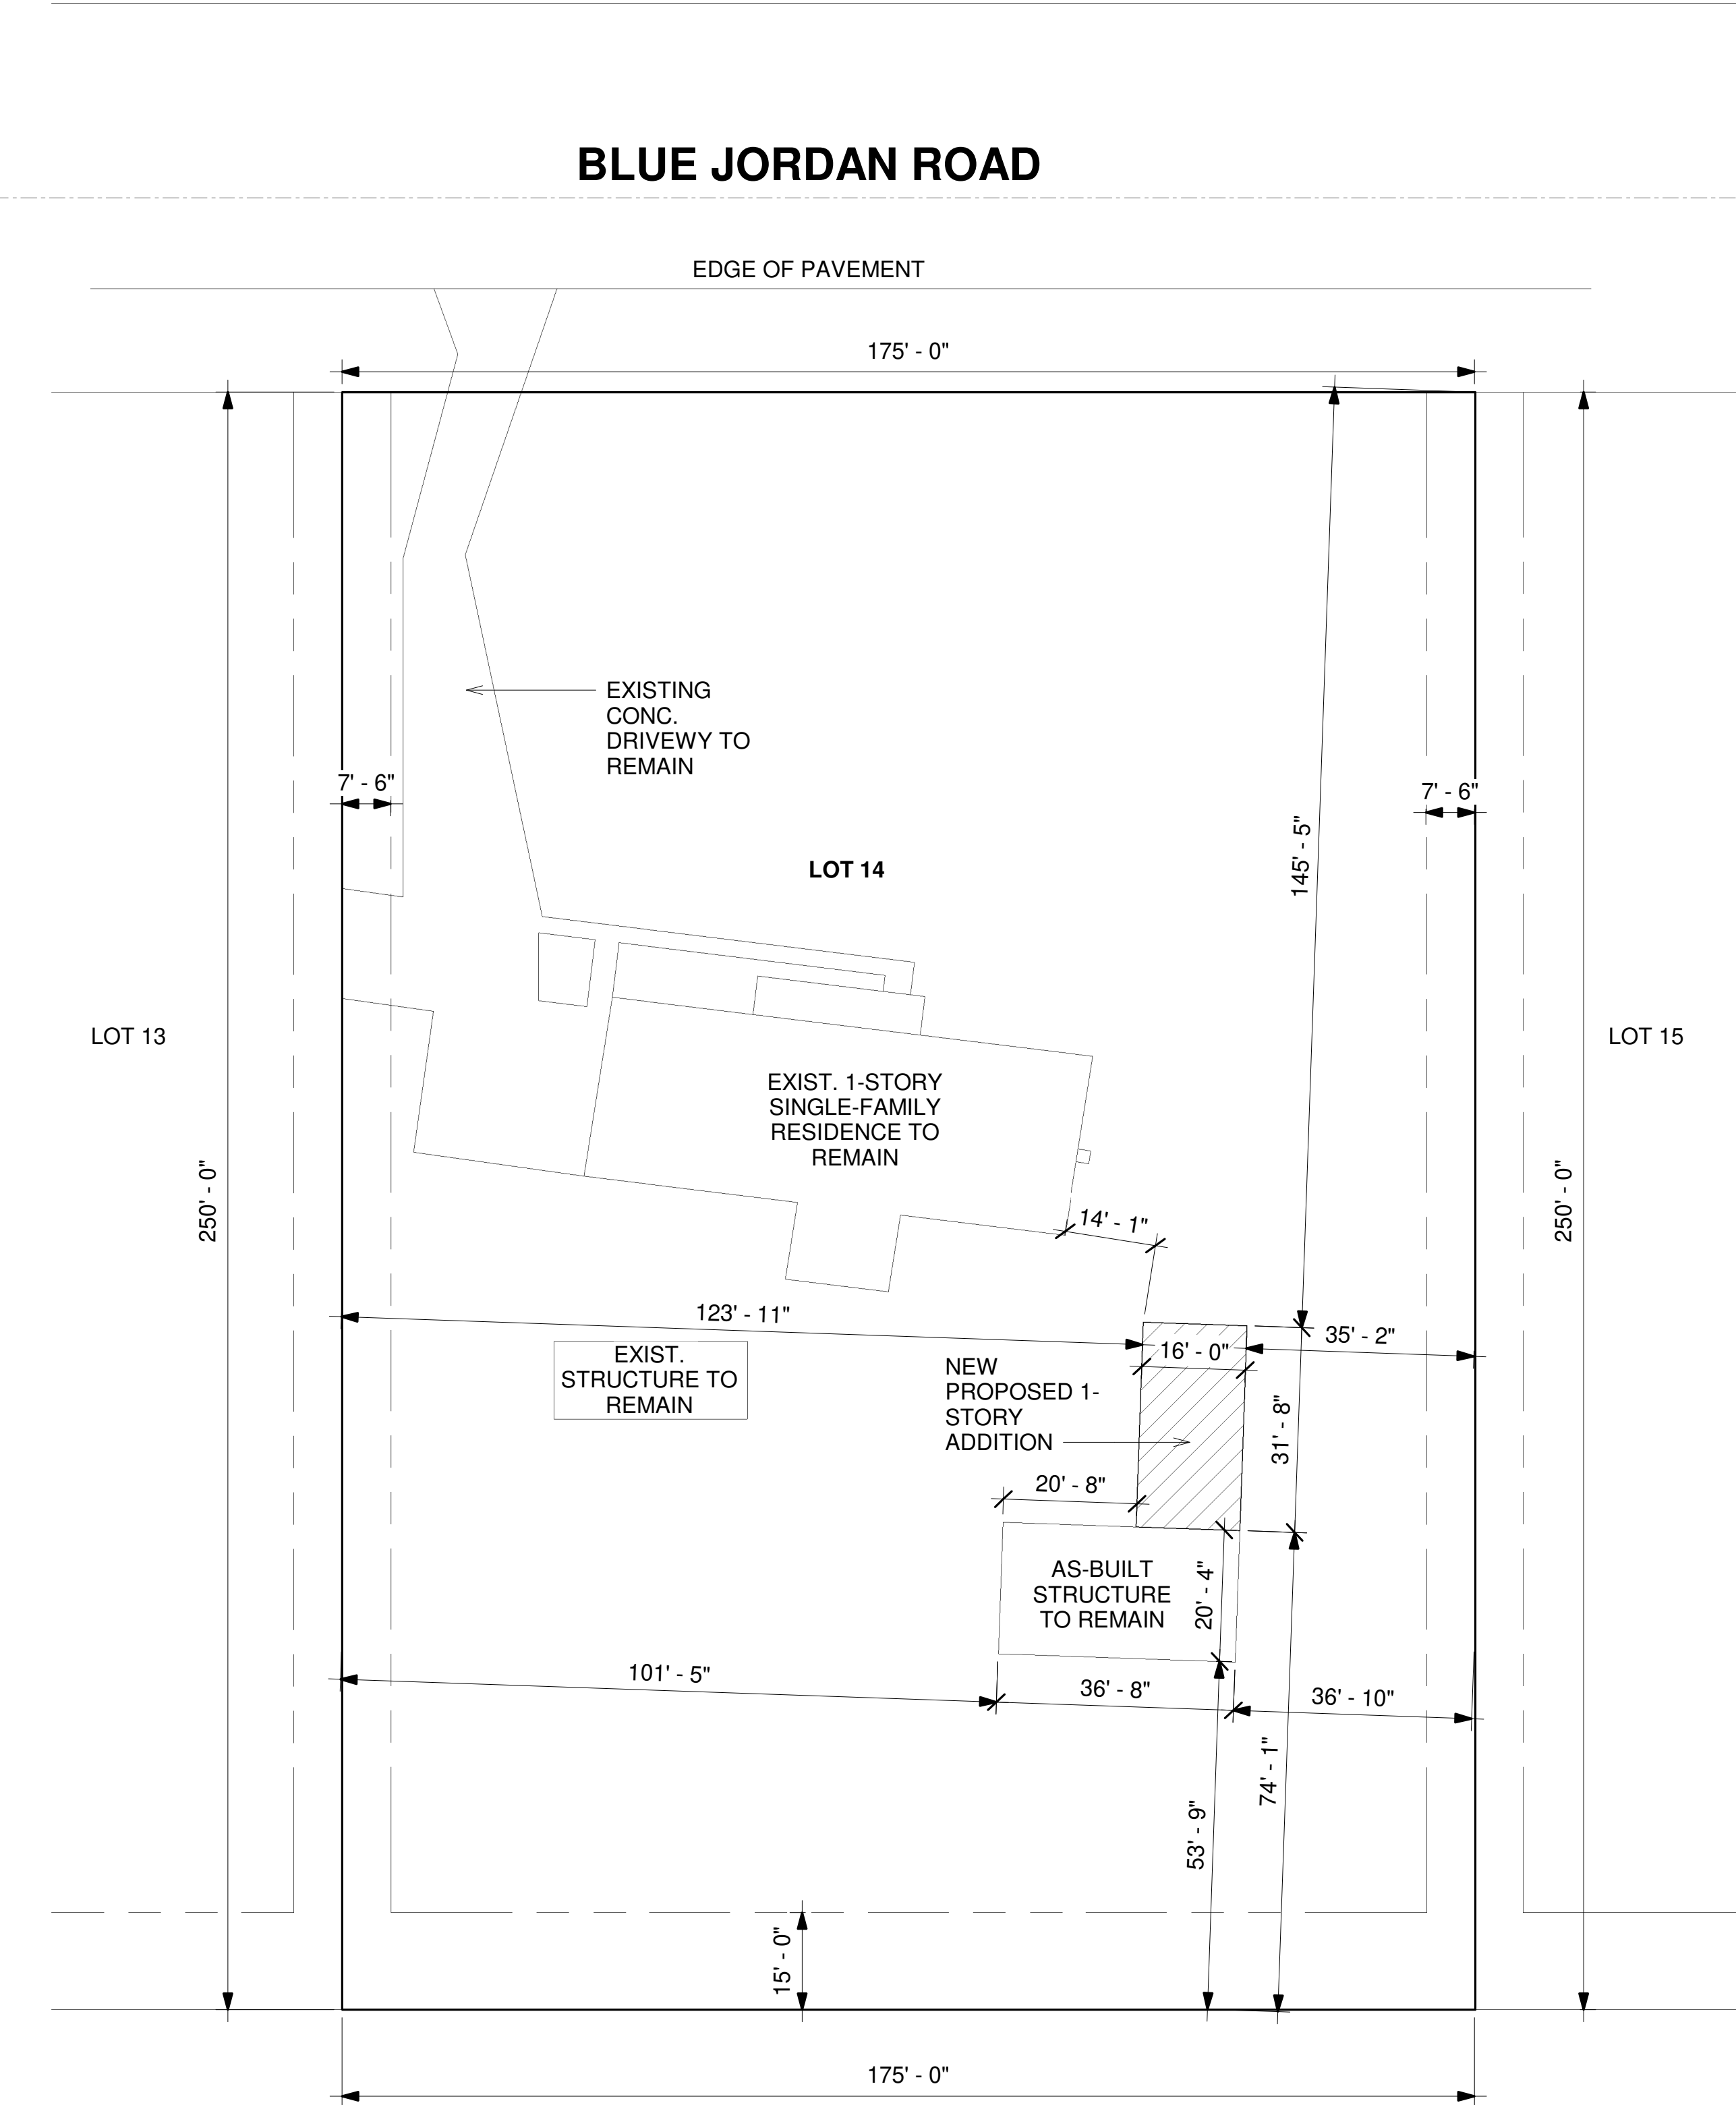 BLUE JORDAN ROAD
EDGE OF PAVEMENT
175' - 0"
EXISTING
CONC.
DRIVEWY TO
REMAIN
7' - 6"
7' - 6"
145' - 5"
LOT 14
LOT 13
LOT 15
EXIST. 1-STORY
SINGLE-FAMILY
RESIDENCE TO
REMAIN
250' - 0"
250' - 0"
14' - 1"
123' - 11"
35' - 2"
16' - 0"
EXIST.
STRUCTURE TO
REMAIN
NEW
PROPOSED 1-
STORY
ADDITION
31' - 8"
20' - 8"
AS-BUILT
STRUCTURE
TO REMAIN
20' - 4"
101' - 5"
36' - 8"
36' - 10"
74' - 1"
53' - 9"
15' - 0"
175' - 0"